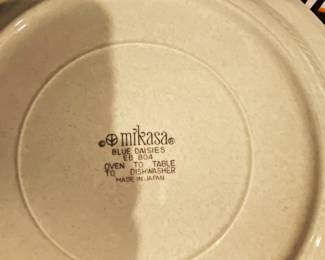 © mikasa®
BLUE DAISIES
EB 804
OVEN TO TABLE
TO DISHWASHER
MADE IN JAPAN